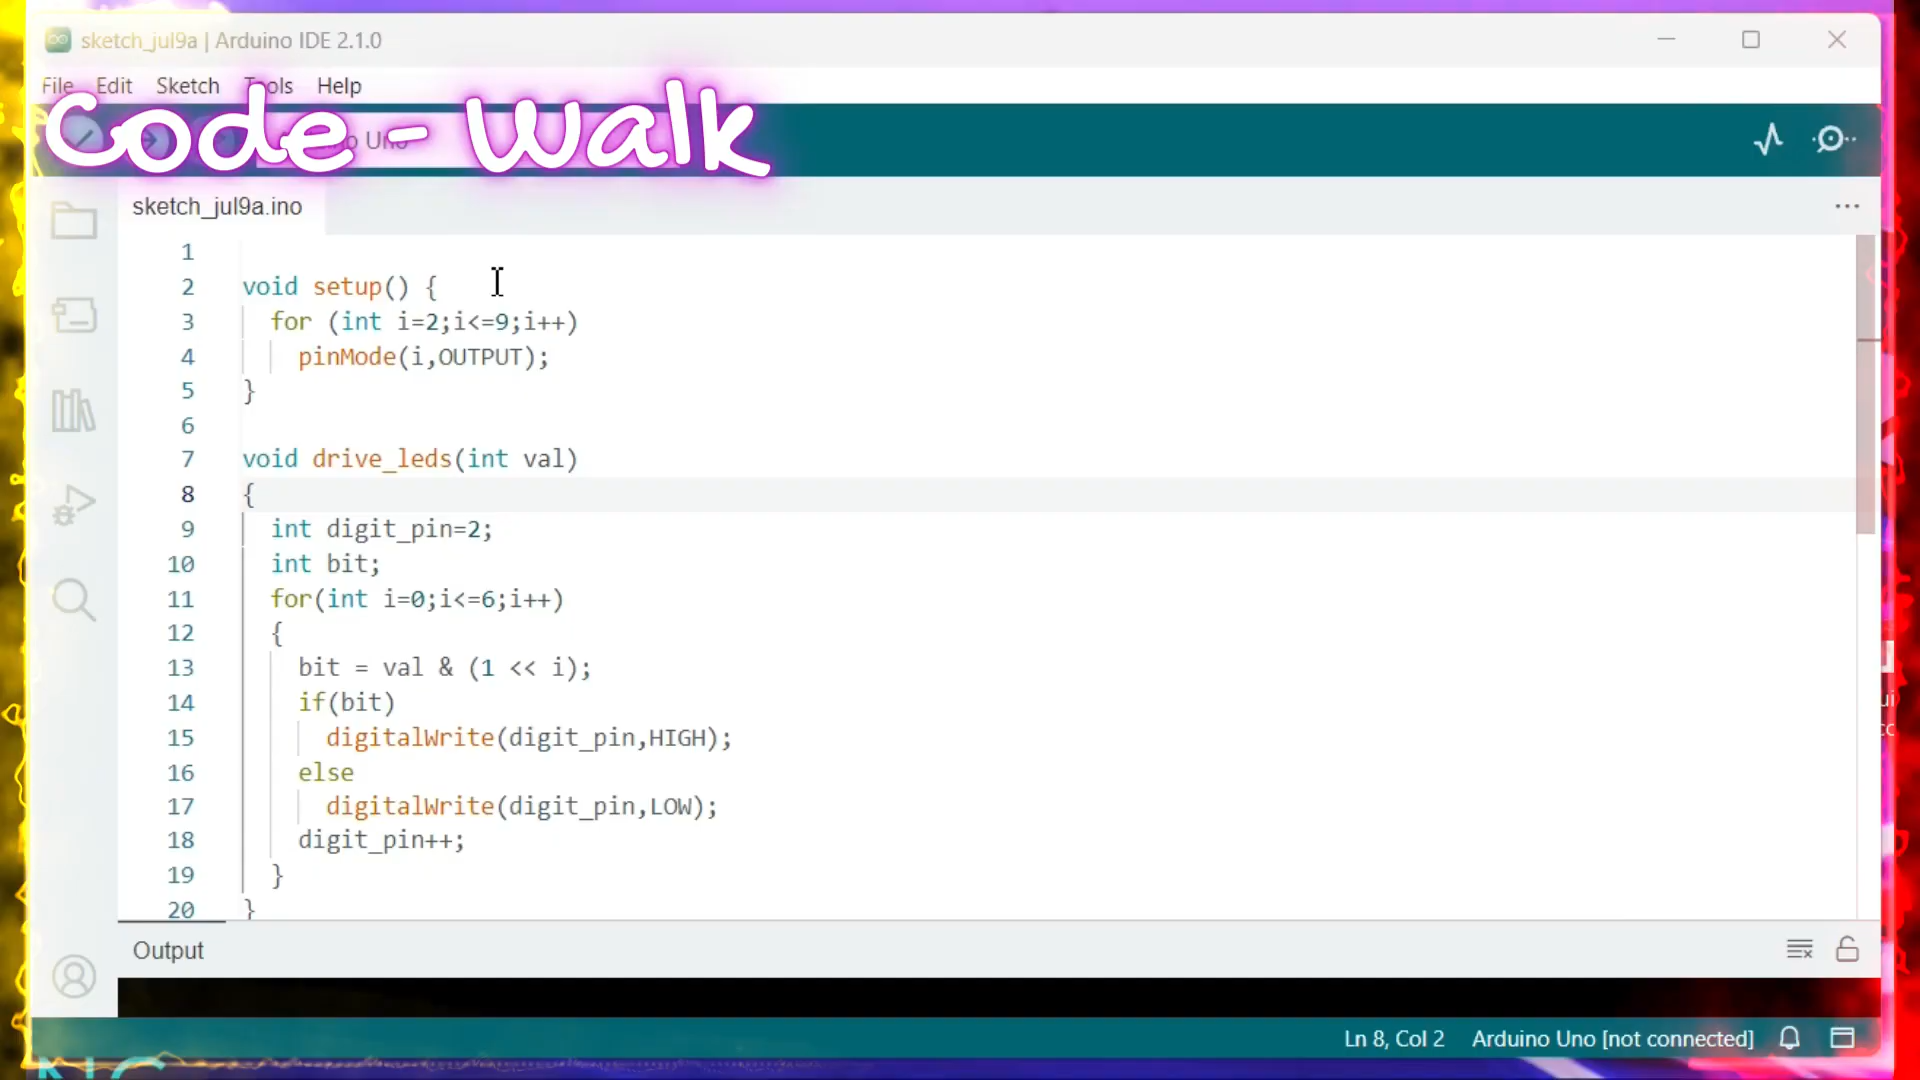 sketch_jul9a | Arduino IDE 2.1.0
File Edit Sketch Tools Help
Code - Walk
sketch_jul9a.ino
1
2 void setup() {
3 for (int i=2;i<=9;i++)
4 pinMode(i,OUTPUT);
5 }
6
7 void drive_leds(int val)
8 {
9 int digit_pin=2;
10 int bit;
11 for(int i=0;i<=6;i++)
12 {
13 bit = val & (1 << i);
14 if(bit)
15 digitalWrite(digit_pin,HIGH);
16 else
17 digitalWrite(digit_pin,LOW);
18 digit_pin++;
19 }
20 }
Output
Ln 8, Col 2 Arduino Uno [not connected]